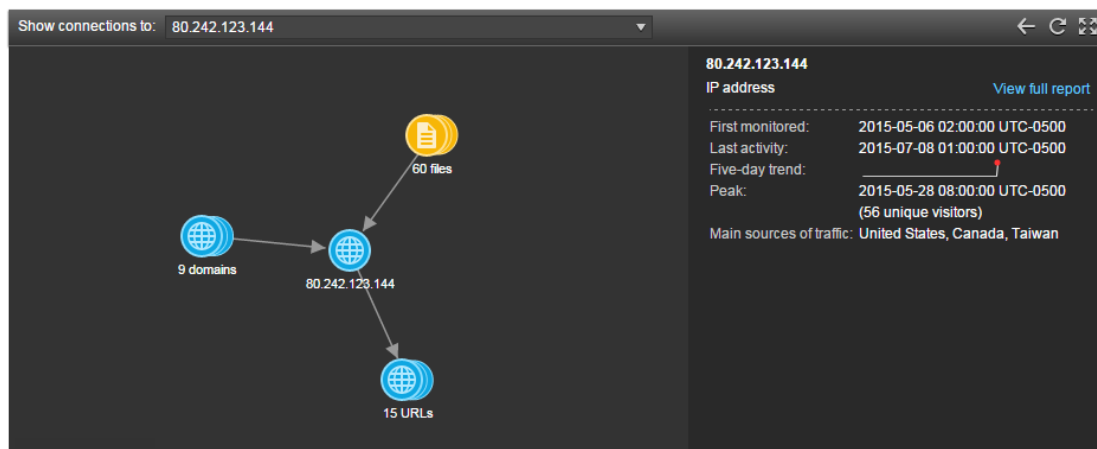 Show connections to: 80.242.123.144
80.242.123.144
IP address View full report
First monitored: 2015-05-06 02:00:00 UTC-0500
Last activity: 2015-07-08 01:00:00 UTC-0500
Five-day trend:
Peak: 2015-05-28 08:00:00 UTC-0500
(56 unique visitors)
Main sources of traffic: United States, Canada, Taiwan
60 files
9 domains
80.242.123.144
15 URLs